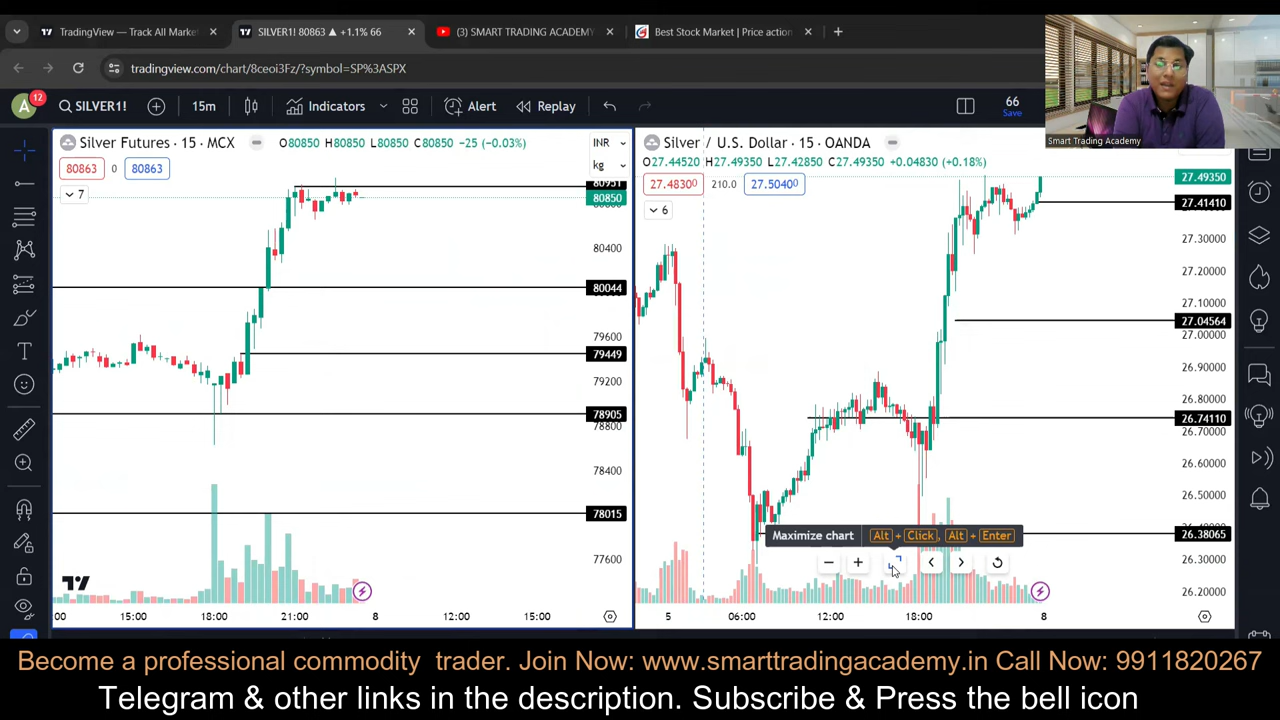 TradingView — Track All Market
SILVER1! 80863 ▲ +1.1% 66
(3) SMART TRADING ACADEMY
Best Stock Market | Price action
tradingview.com/chart/8ceoi3Fz/?symbol=SP%3ASPX
A
12
SILVER1!
15m
Indicators
Alert
Replay
66
Save
Smart Trading Academy
Silver Futures · 15 · MCX
O80850 H80850 L80850 C80850 −25 (−0.03%)
INR
kg
80863
0
80863
7
80951
80850
80400
80044
79600
79449
79200
78905
78800
78400
78015
77600
:00
15:00
21:00
8
12:00
15:00
Silver / U.S. Dollar · 15 · OANDA
O27.44520 H27.49350 L27.42850 C27.49350 +0.04830 (+0.18%)
27.48300
210.0
27.50400
6
27.49350
27.41410
27.30000
27.20000
27.10000
27.04564
27.00000
26.90000
26.80000
26.74110
26.70000
26.60000
26.50000
26.38065
26.30000
26.20000
Maximize chart Alt + Click, Alt + Enter
5
06:00
12:00
18:00
8
Become a professional commodity trader. Join Now: www.smarttradingacademy.in Call Now: 9911820267
Telegram & other links in the description. Subscribe & Press the bell icon